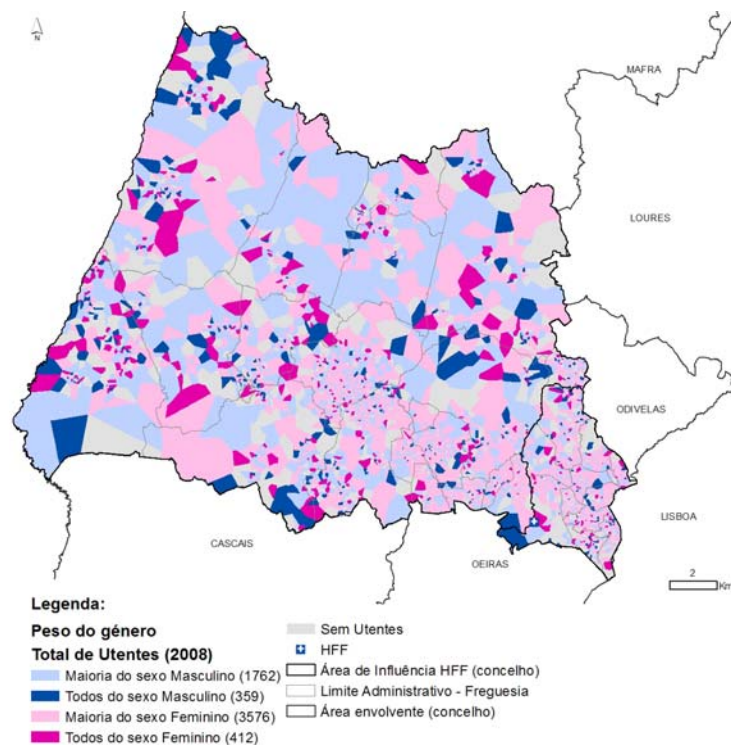 N
MAFRA
LOURES
ODIVELAS
LISBOA
CASCAIS
OEIRAS
2
Km
Legenda:
Peso do género
Total de Utentes (2008)
Maioria do sexo Masculino (1762)
Todos do sexo Masculino (359)
Maioria do sexo Feminino (3576)
Todos do sexo Feminino (412)
Sem Utentes
HFF
Área de Influência HFF (concelho)
Limite Administrativo - Freguesia
Área envolvente (concelho)